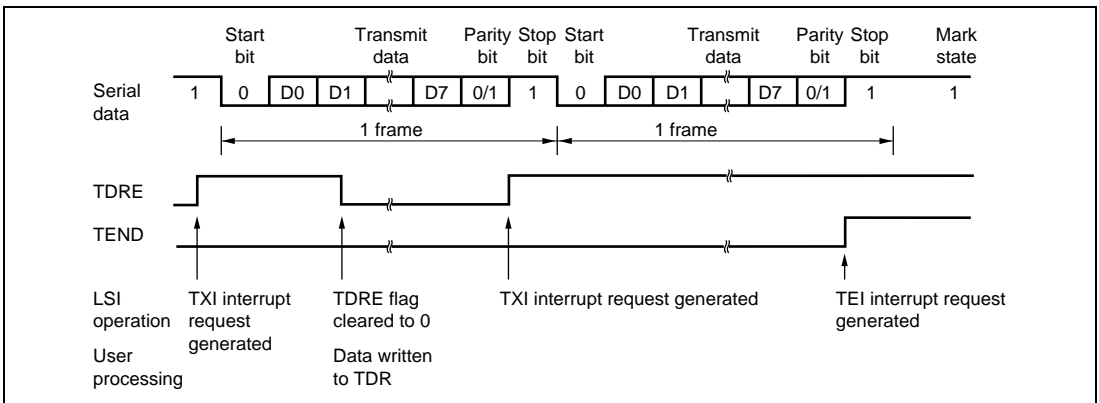 Start bit Transmit data Parity bit Stop bit Start bit Transmit data Parity bit Stop bit Mark state
Serial data 1 0 D0 D1 D7 0/1 1 0 D0 D1 D7 0/1 1 1
1 frame 1 frame
TDRE
TEND
LSI operation TXI interrupt request generated TDRE flag cleared to 0 TXI interrupt request generated TEI interrupt request generated
User processing Data written to TDR